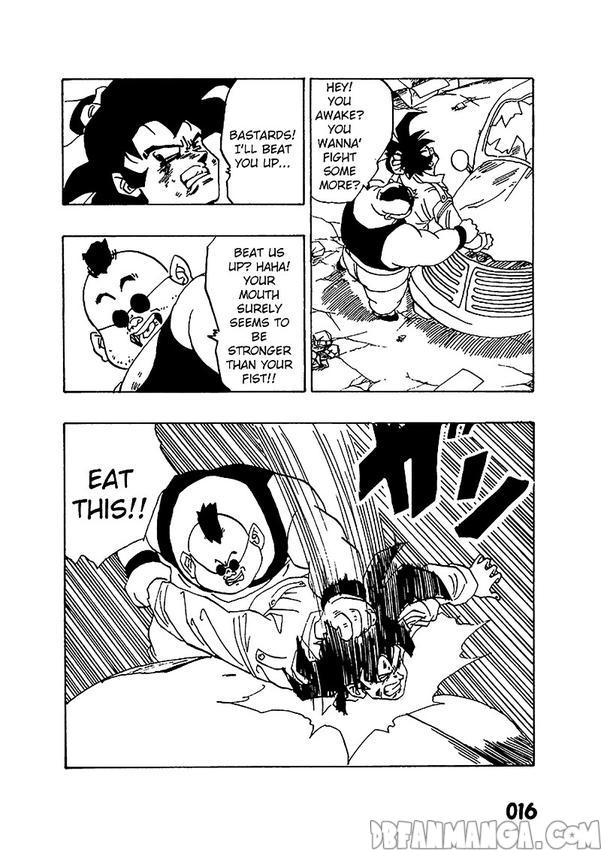 HEY!
YOU
AWAKE?
YOU
WANNA'
FIGHT
SOME
MORE?
BASTARDS!
I'LL BEAT
YOU UP...
BEAT US
UP? HAHA!
YOUR
MOUTH
SURELY
SEEMS TO
BE
STRONGER
THAN YOUR
FIST!!
EAT
THIS!!
ガッ
016
DBFANMANGA.COM